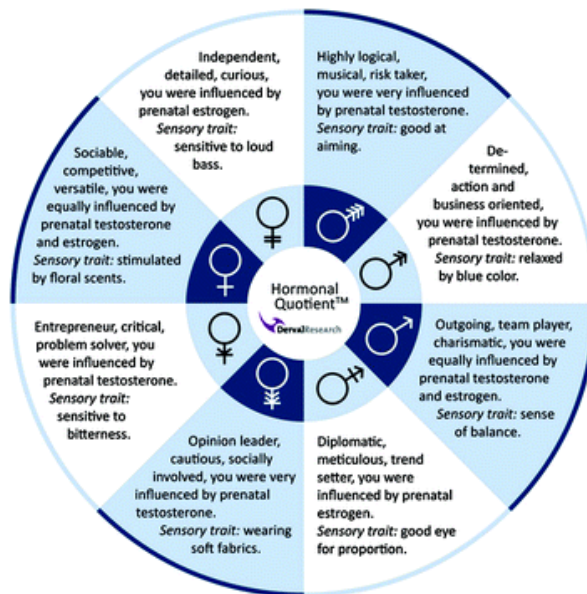 Independent,
detailed, curious,
you were influenced by
prenatal estrogen.
Sensory trait:
sensitive to loud
bass.
Highly logical,
musical, risk taker,
you were very influenced
by prenatal testosterone.
Sensory trait: good at
aiming.
De-
termined,
action and
business oriented,
you were influenced by
prenatal testosterone.
Sensory trait: relaxed
by blue color.
Outgoing, team player,
charismatic, you were
equally influenced by
prenatal testosterone
and estrogen.
Sensory trait: sense
of balance.
Diplomatic,
meticulous, trend
setter, you were
influenced by prenatal
estrogen.
Sensory trait: good eye
for proportion.
Opinion leader,
cautious, socially
involved, you were very
influenced by prenatal
testosterone.
Sensory trait: wearing
soft fabrics.
Entrepreneur, critical,
problem solver, you
were influenced by
prenatal testosterone.
Sensory trait:
sensitive to
bitterness.
Sociable,
competitive,
versatile, you were
equally influenced by
prenatal testosterone
and estrogen.
Sensory trait: stimulated
by floral scents.
Hormonal
Quotient™
DervalResearch